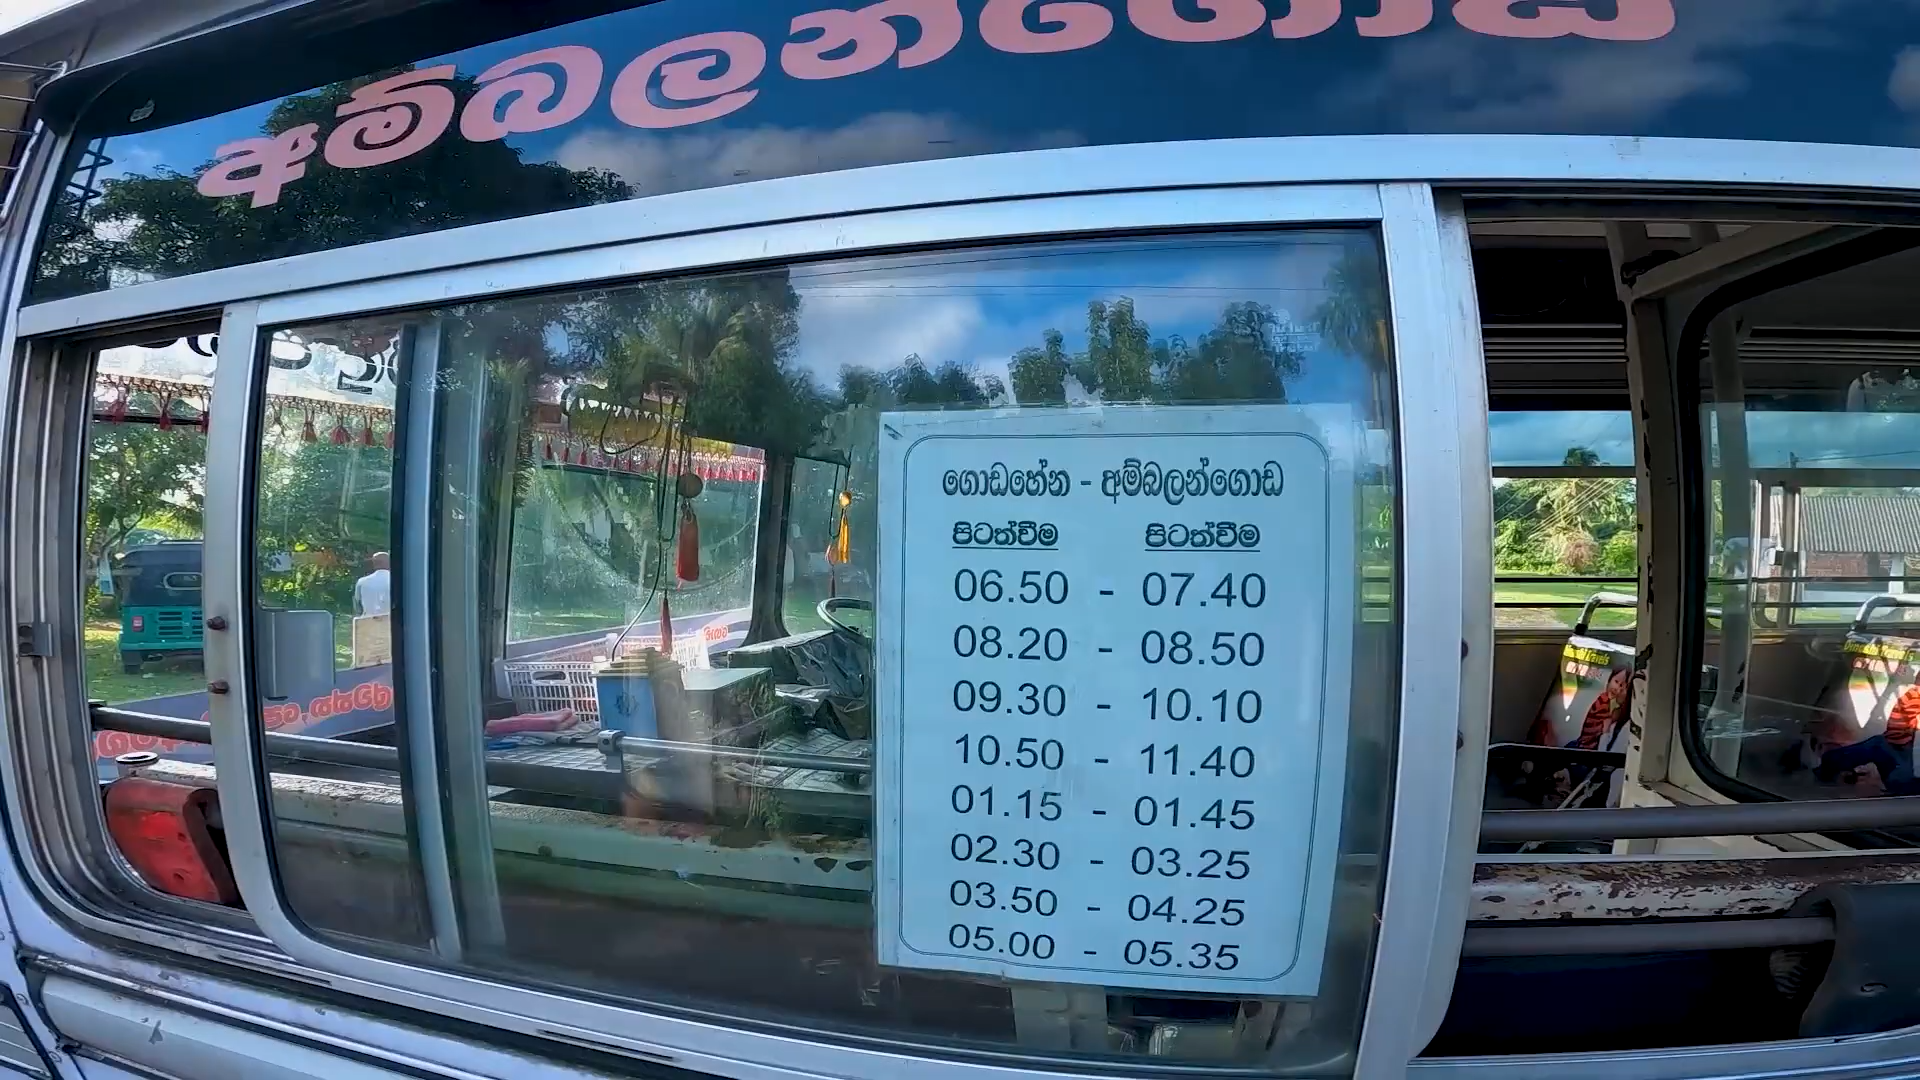 අම්බලන්ගොඩ
ගොඩහේන - අම්බලන්ගොඩ
පිටත්වීම පිටත්වීම
06.50 - 07.40
08.20 - 08.50
09.30 - 10.10
10.50 - 11.40
01.15 - 01.45
02.30 - 03.25
03.50 - 04.25
05.00 - 05.35